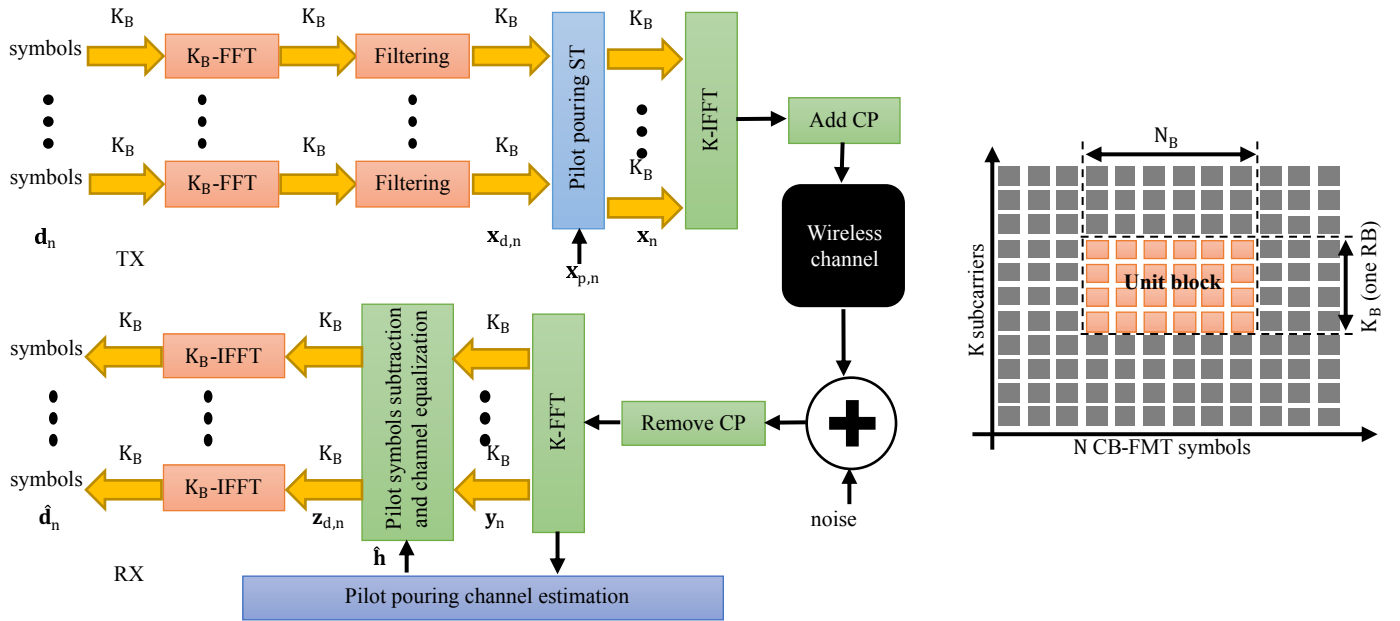 K_B K_B K_B K_B
symbols K_B-FFT Filtering
Pilot pouring ST
K-IFFT
Add CP
K_B K_B K_B K_B
symbols K_B-FFT Filtering
d_n x_{d,n} x_n
TX
x_{p,n}
Wireless
channel
K_B K_B K_B
symbols K_B-IFFT
Pilot symbols subtraction
and channel equalization
K-FFT
Remove CP
K_B K_B K_B
symbols K_B-IFFT
d̂_n z_{d,n} y_n
noise
RX
ĥ
Pilot pouring channel estimation
N_B
K subcarriers
Unit block
K_B (one RB)
N CB-FMT symbols